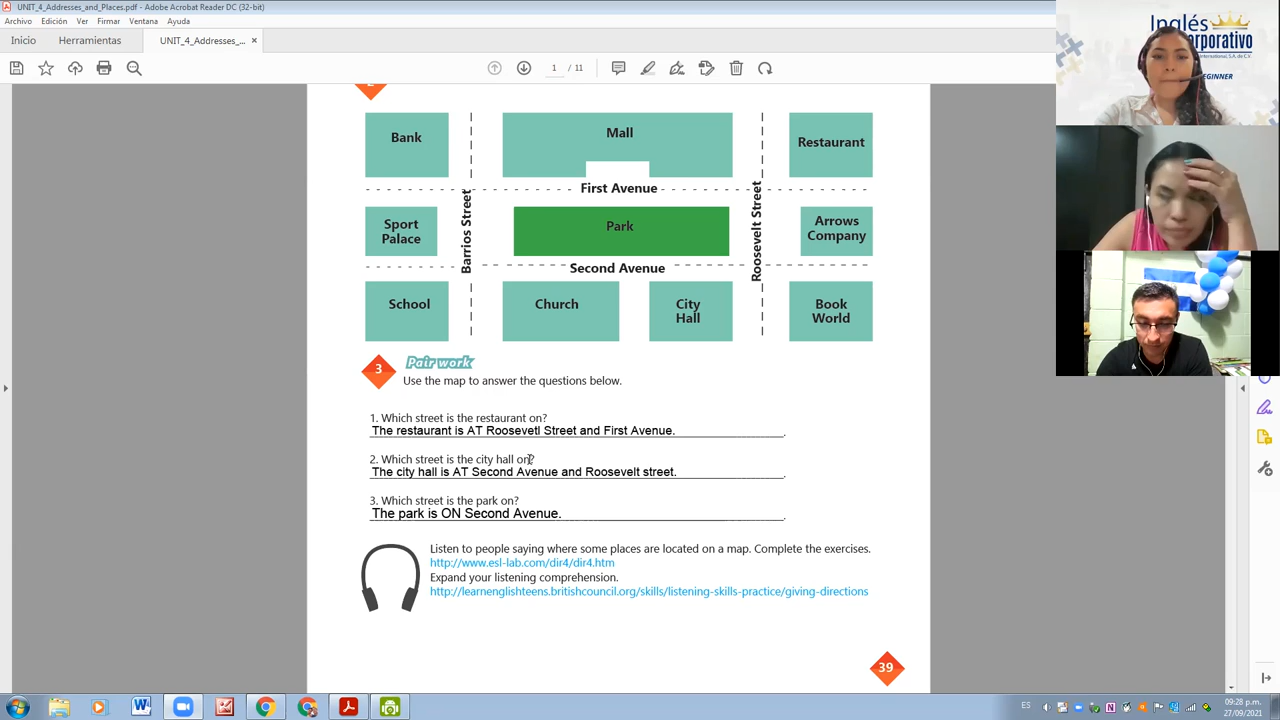 UNIT_4_Addresses_and_Places.pdf - Adobe Acrobat Reader DC (32-bit)
Archivo Edición Ver Firmar Ventana Ayuda
Inicio Herramientas UNIT_4_Addresses_... ×
/ 11
Bank
Mall
Restaurant
First Avenue
Barrios Street
Roosevelt Street
Sport
Palace
Park
Arrows
Company
Second Avenue
School
Church
City
Hall
Book
World
3
Pair work
Use the map to answer the questions below.
1. Which street is the restaurant on?
The restaurant is AT Roosevetl Street and First Avenue.
2. Which street is the city hall on?
The city hall is AT Second Avenue and Roosevelt street.
3. Which street is the park on?
The park is ON Second Avenue.
Listen to people saying where some places are located on a map. Complete the exercises.
http://www.esl-lab.com/dir4/dir4.htm
Expand your listening comprehension.
http://learnenglishteens.britishcouncil.org/skills/listening-skills-practice/giving-directions
39
Inglés
ES
09:28 p.m.
27/09/2021